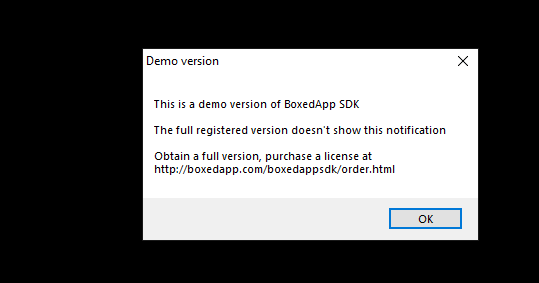 Demo version
This is a demo version of BoxedApp SDK
The full registered version doesn't show this notification
Obtain a full version, purchase a license at
http://boxedapp.com/boxedappsdk/order.html
OK